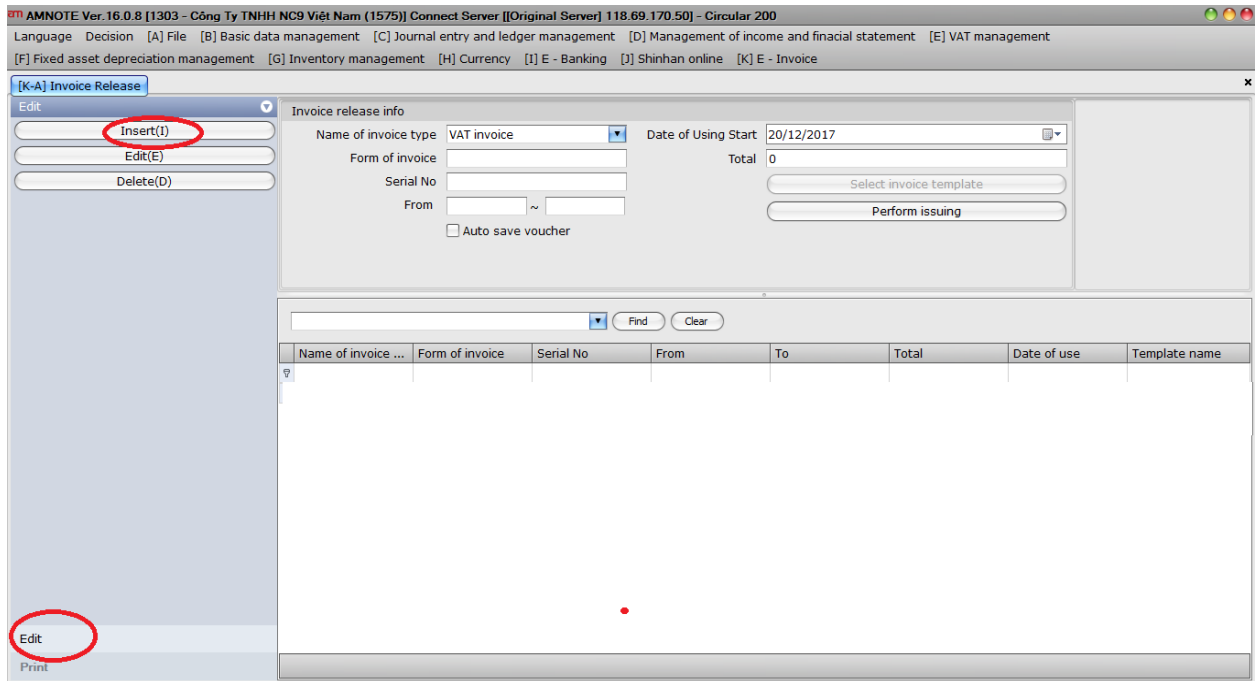 am AMNOTE Ver.16.0.8 [1303 - Công Ty TNHH NC9 Việt Nam (1575)] Connect Server [[Original Server] 118.69.170.50] - Circular 200
Language Decision [A] File [B] Basic data management [C] Journal entry and ledger management [D] Management of income and finacial statement [E] VAT management
[F] Fixed asset depreciation management [G] Inventory management [H] Currency [I] E - Banking [J] Shinhan online [K] E - Invoice
[K-A] Invoice Release
Edit
Insert(I)
Edit(E)
Delete(D)
Invoice release info
Name of invoice type VAT invoice Date of Using Start 20/12/2017
Form of invoice Total 0
Serial No Select invoice template
From ~ Perform issuing
Auto save voucher
Find Clear
Name of invoice ... Form of invoice Serial No From To Total Date of use Template name
Edit
Print